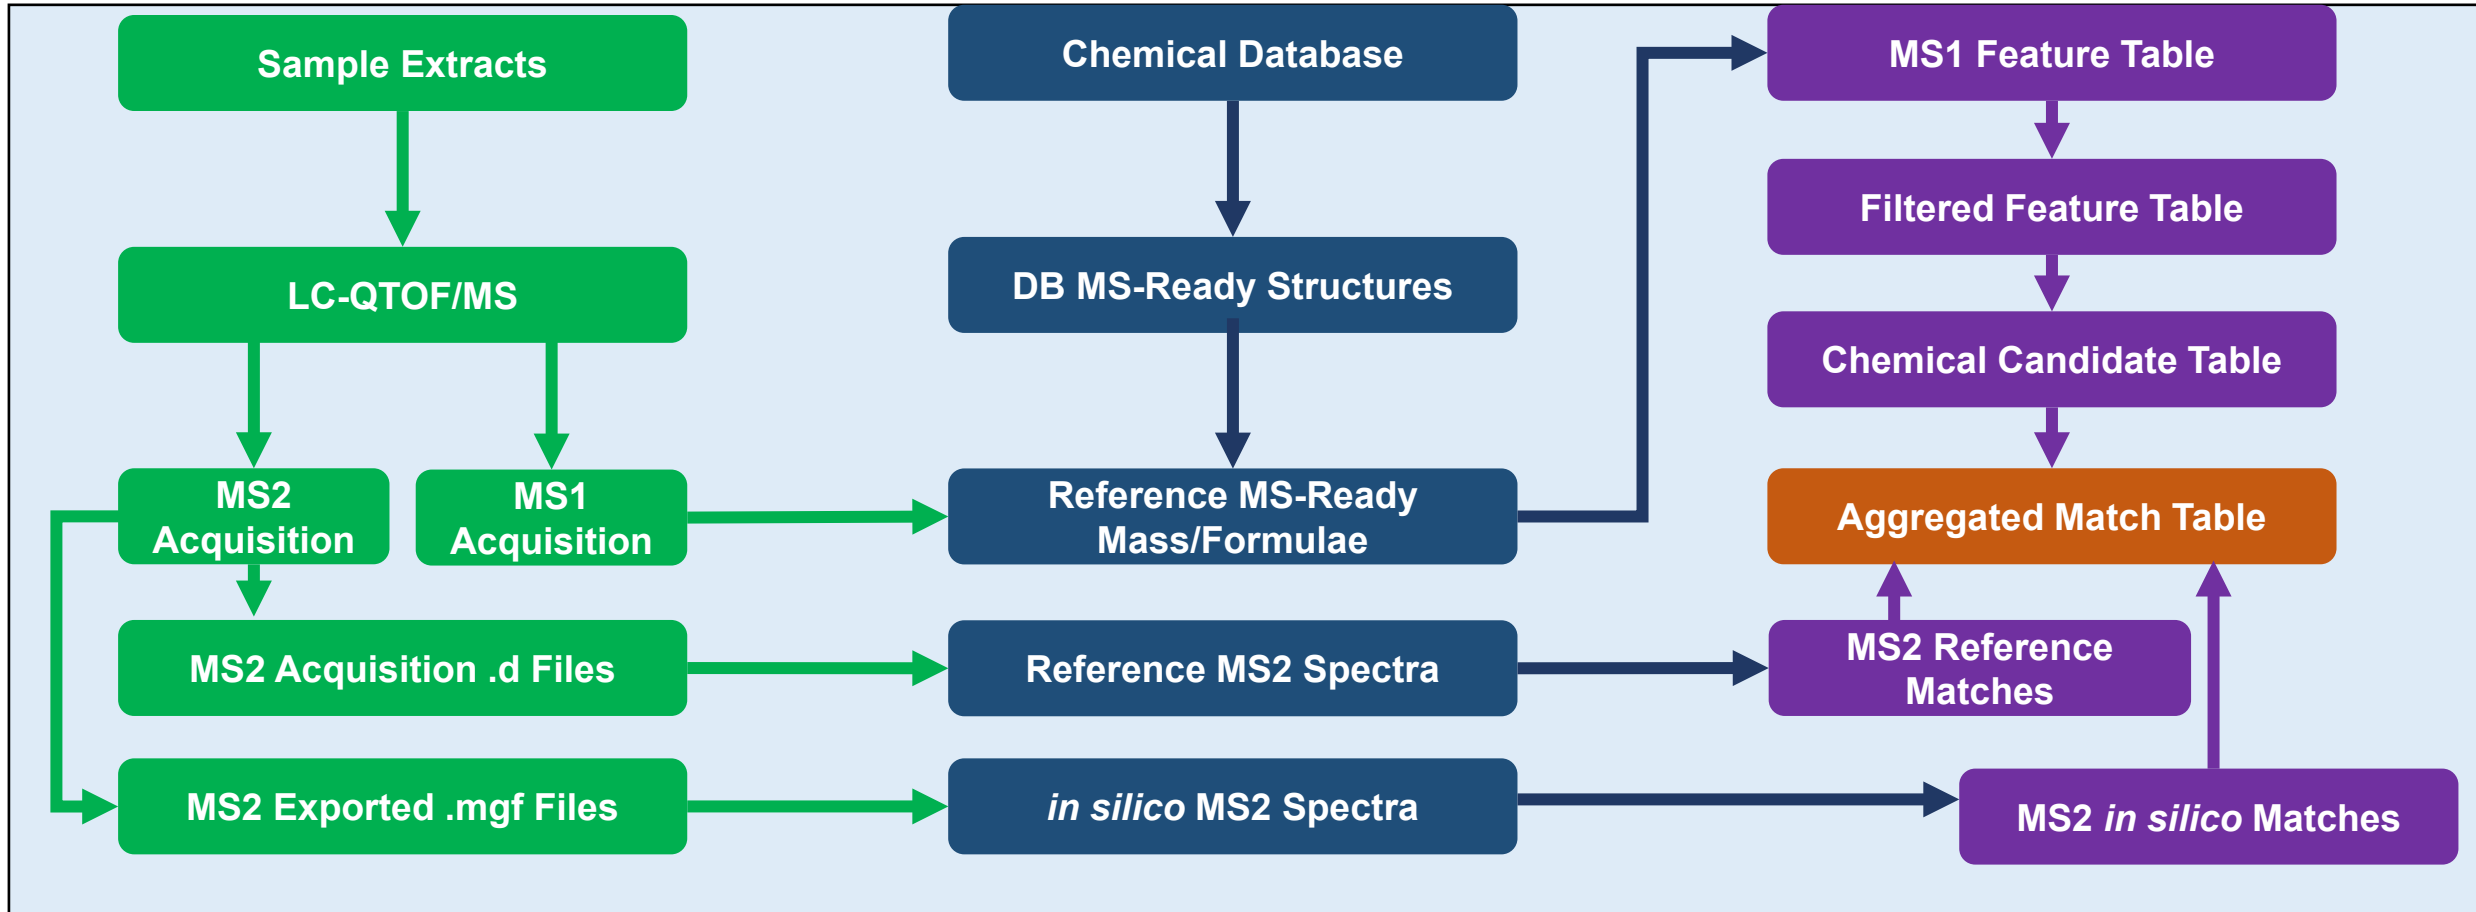 Sample Extracts
LC-QTOF/MS
MS2
Acquisition
MS1
Acquisition
MS2 Acquisition .d Files
MS2 Exported .mgf Files
Chemical Database
DB MS-Ready Structures
Reference MS-Ready
Mass/Formulae
Reference MS2 Spectra
in silico MS2 Spectra
MS1 Feature Table
Filtered Feature Table
Chemical Candidate Table
Aggregated Match Table
MS2 Reference
Matches
MS2 in silico Matches